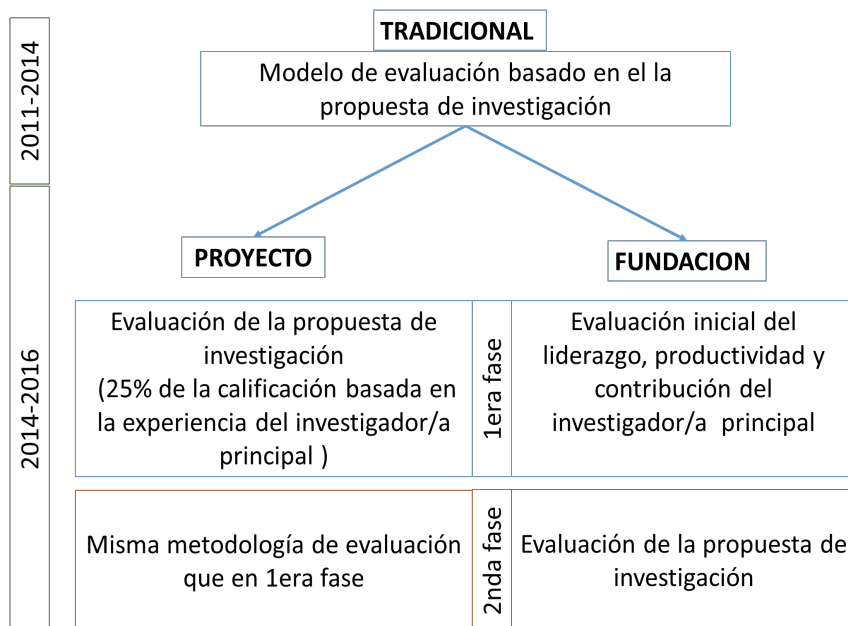 2011-2014
TRADICIONAL
Modelo de evaluación basado en el la
propuesta de investigación
2014-2016
PROYECTO
FUNDACION
Evaluación de la propuesta de
investigación
(25% de la calificación basada en
la experiencia del investigador/a
principal )
1era fase
Evaluación inicial del
liderazgo, productividad y
contribución del
investigador/a principal
Misma metodología de evaluación
que en 1era fase
2nda fase
Evaluación de la propuesta de
investigación